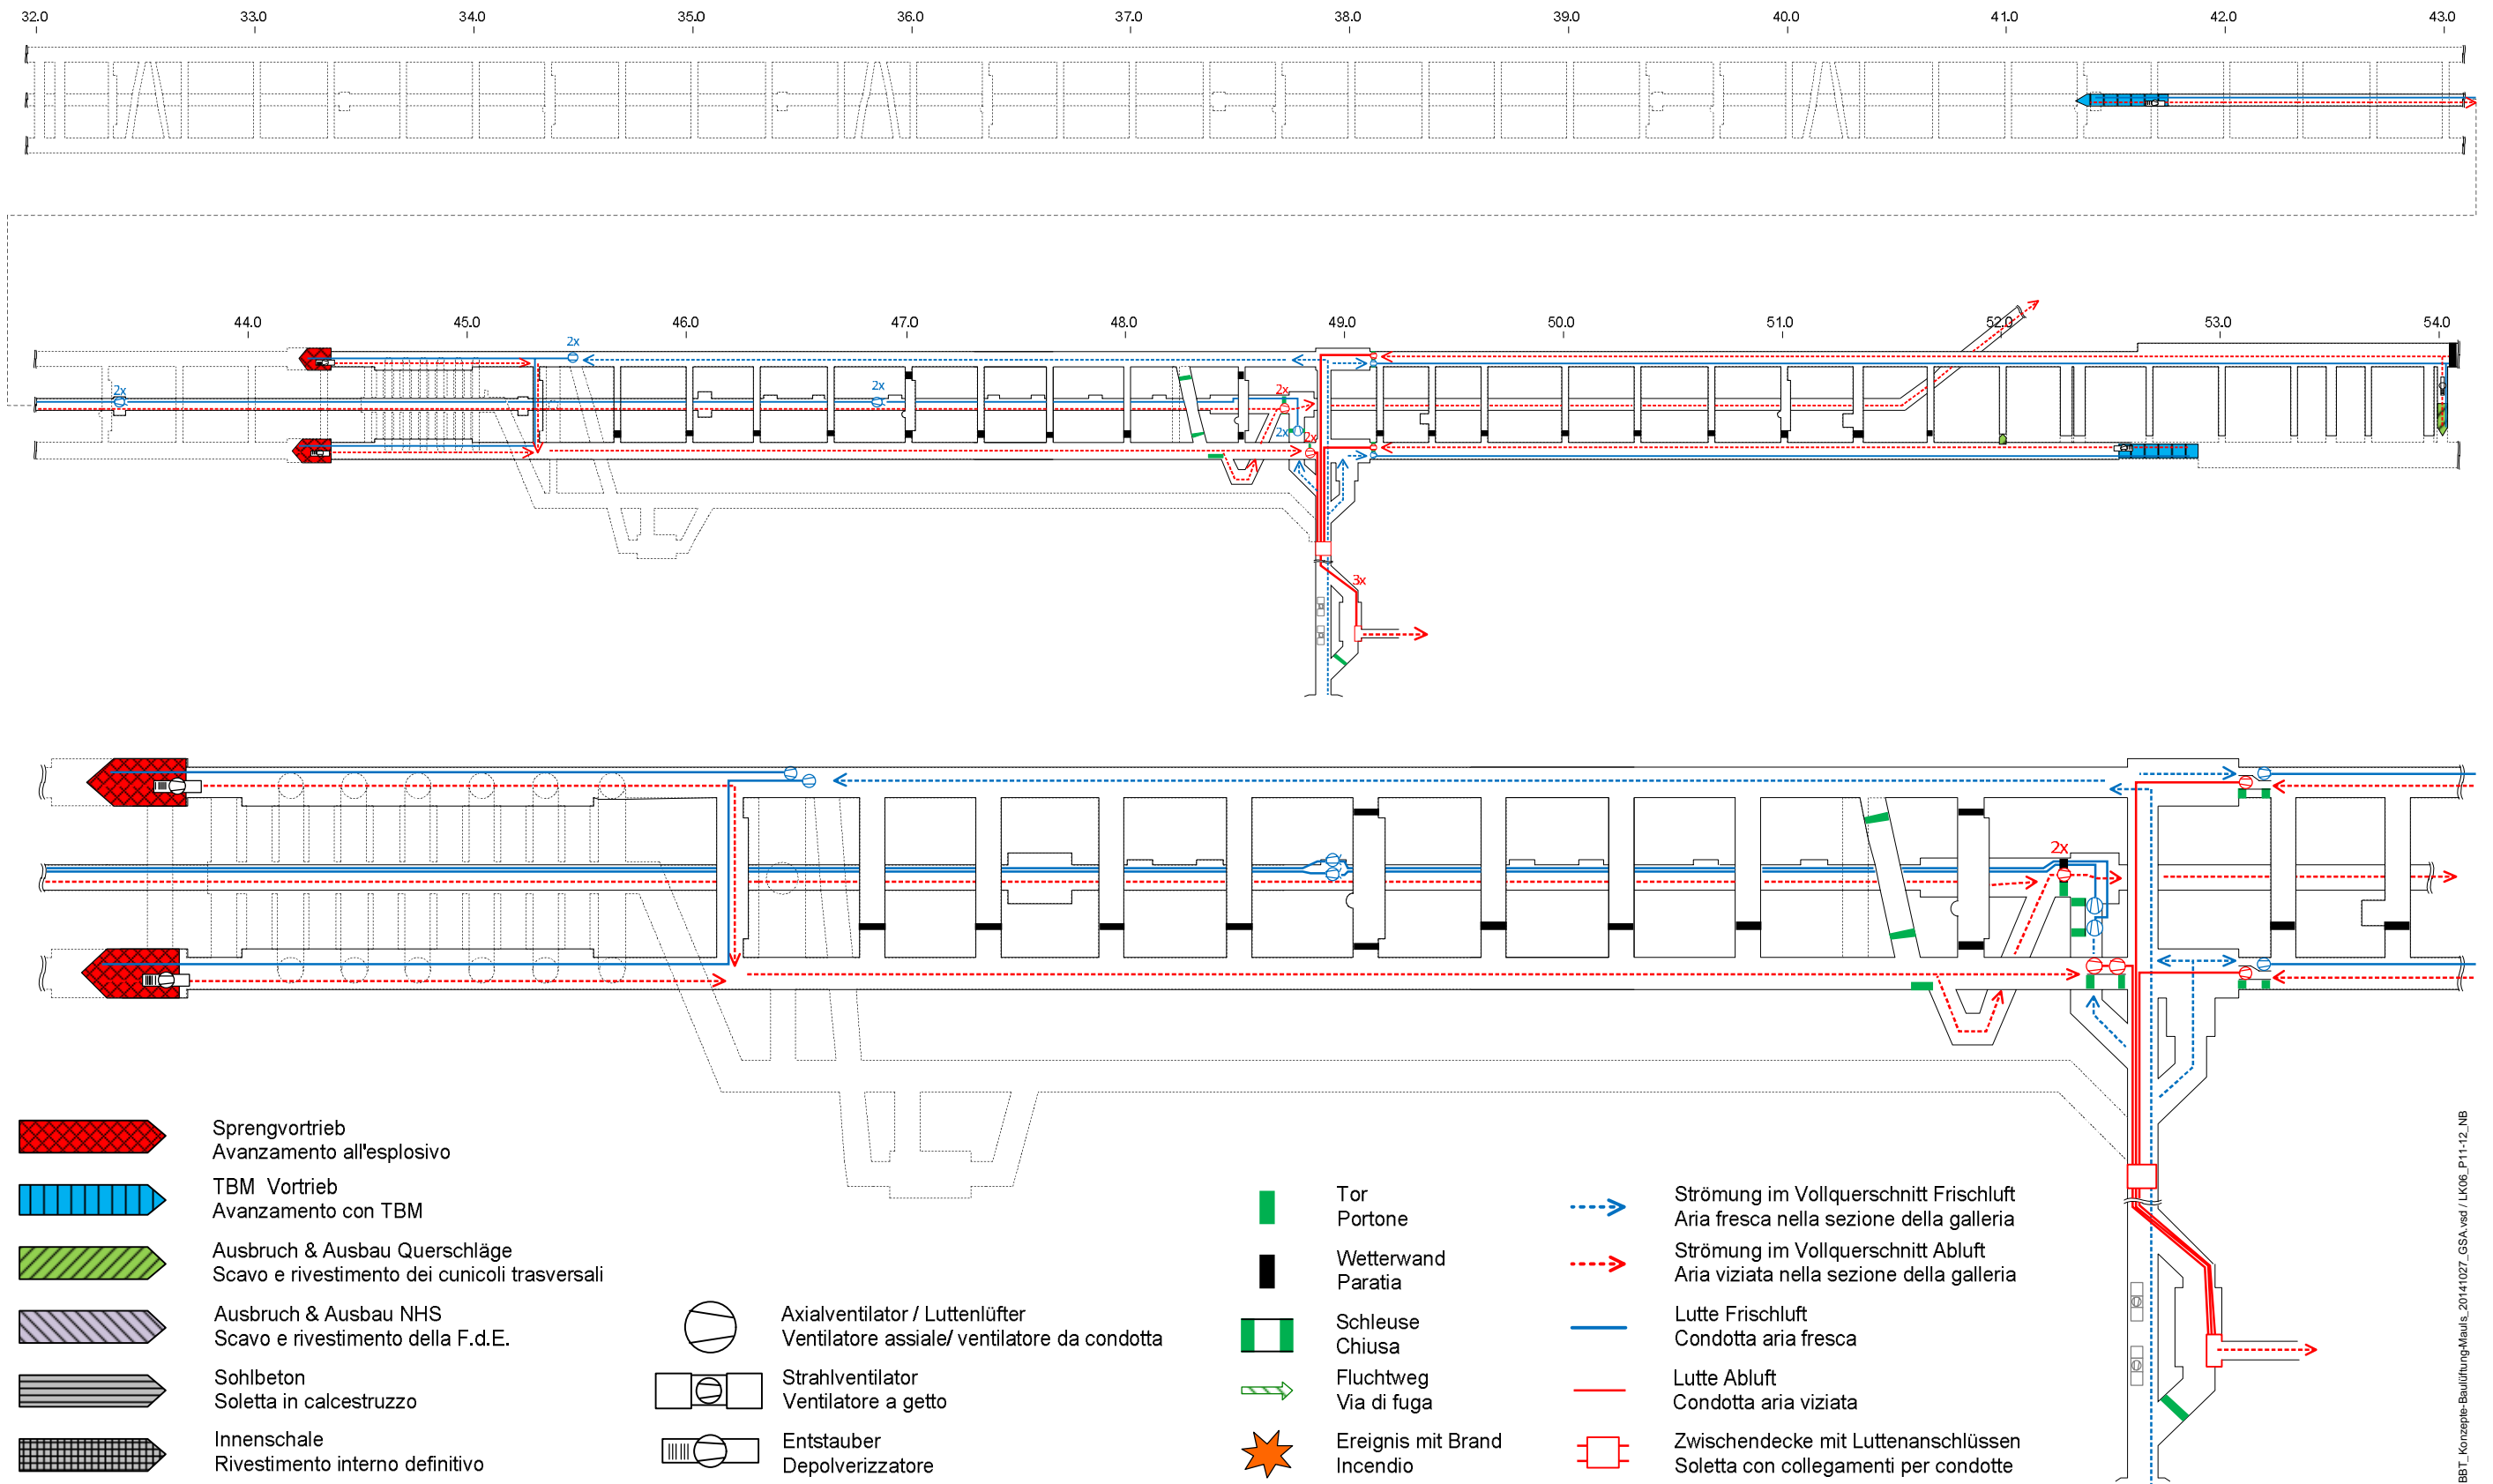 32.0 33.0 34.0 35.0 36.0 37.0 38.0 39.0 40.0 41.0 42.0 43.0
44.0 45.0 46.0 47.0 48.0 49.0 50.0 51.0 52.0 53.0 54.0
2x
2x
2x
2x
2x
2x
3x
2x
Sprengvortrieb
Avanzamento all'esplosivo
TBM Vortrieb
Avanzamento con TBM
Ausbruch & Ausbau Querschläge
Scavo e rivestimento dei cunicoli trasversali
Ausbruch & Ausbau NHS
Scavo e rivestimento della F.d.E.
Sohlbeton
Soletta in calcestruzzo
Innenschale
Rivestimento interno definitivo
Axialventilator / Luttenlüfter
Ventilatore assiale/ ventilatore da condotta
Strahlventilator
Ventilatore a getto
Entstauber
Depolverizzatore
Tor
Portone
Wetterwand
Paratia
Schleuse
Chiusa
Fluchtweg
Via di fuga
Ereignis mit Brand
Incendio
Strömung im Vollquerschnitt Frischluft
Aria fresca nella sezione della galleria
Strömung im Vollquerschnitt Abluft
Aria viziata nella sezione della galleria
Lutte Frischluft
Condotta aria fresca
Lutte Abluft
Condotta aria viziata
Zwischendecke mit Luttenanschlüssen
Soletta con collegamenti per condotte
BBT_Konzepte-Baulüftung-Mauls_20141027_GSA.vsd / LK06_P11-12_NB